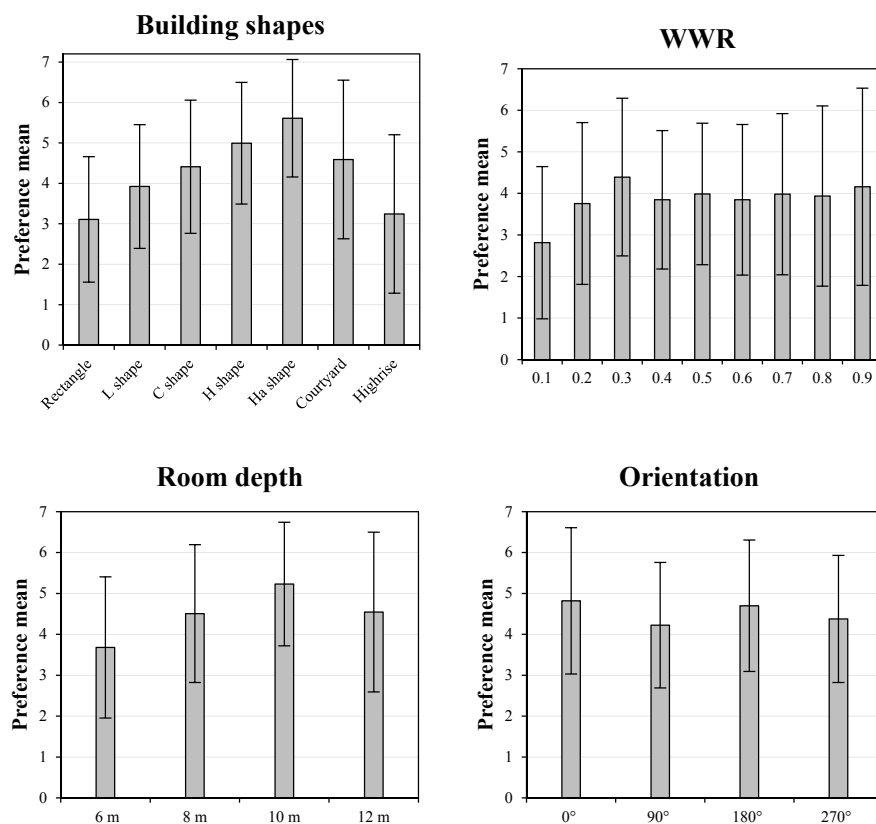 Building shapes
Preference mean
7
6
5
4
3
2
1
0
Rectangle
L shape
C shape
H shape
Ha shape
Courtyard
Highrise
WWR
Preference mean
7
6
5
4
3
2
1
0
0.1 0.2 0.3 0.4 0.5 0.6 0.7 0.8 0.9
Room depth
Preference mean
7
6
5
4
3
2
1
0
6 m 8 m 10 m 12 m
Orientation
Preference mean
7
6
5
4
3
2
1
0
0° 90° 180° 270°